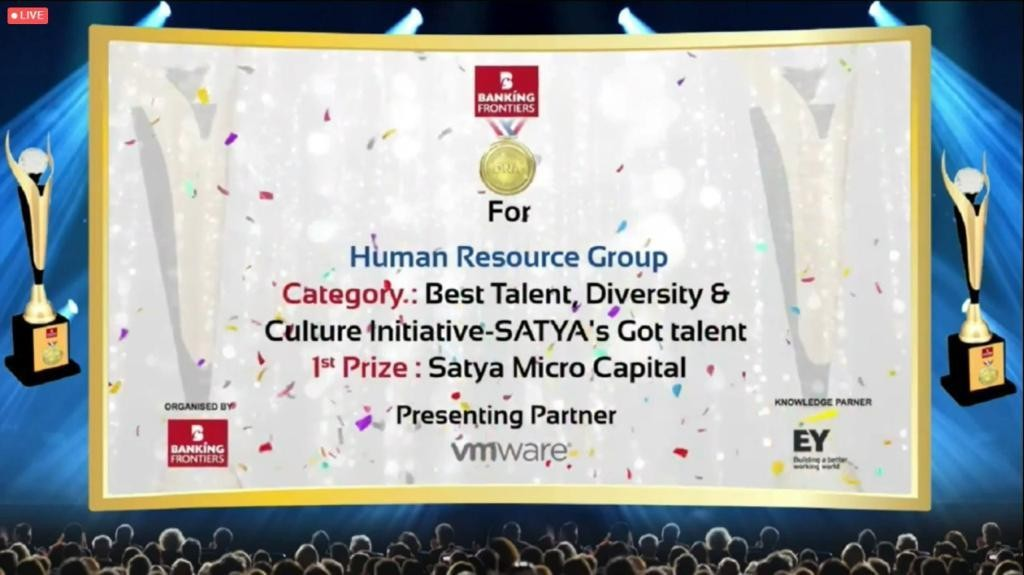 LIVE
BANKING
FRONTIERS
For
Human Resource Group
Category.: Best Talent, Diversity &
Culture Initiative-SATYA's Got talent
1st Prize : Satya Micro Capital
ORGANISED BY
BANKING
FRONTIERS
Presenting Partner
vmware
KNOWLEDGE PARNER
EY
Building a better
working world